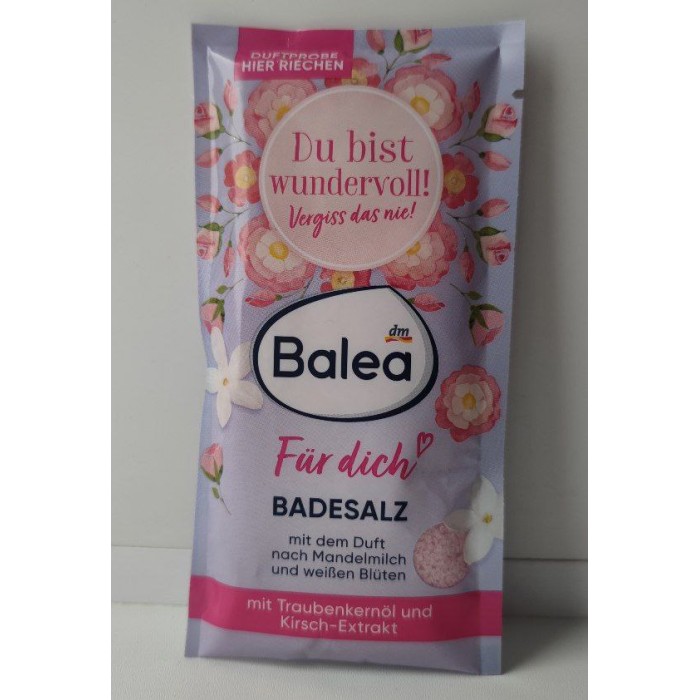 DUFTPROBE
HIER RIECHEN
Du bist
wundervoll!
Vergiss das nie!
dm
Balea
Für dich
BADESALZ
mit dem Duft
nach Mandelmilch
und weißen Blüten
mit Traubenkernöl und
Kirsch-Extrakt